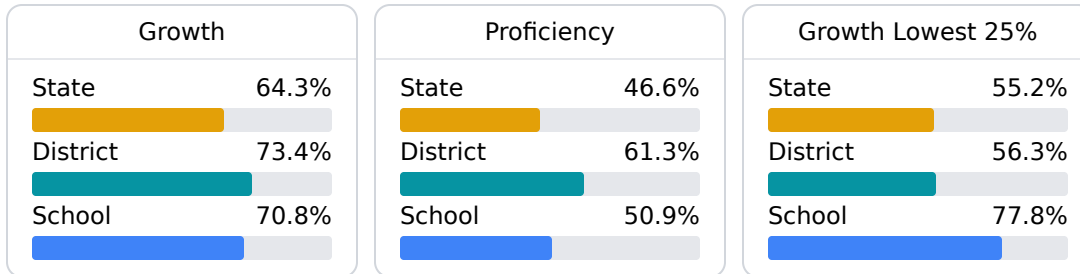 Growth
State 64.3%
District 73.4%
School 70.8%
Proficiency
State 46.6%
District 61.3%
School 50.9%
Growth Lowest 25%
State 55.2%
District 56.3%
School 77.8%